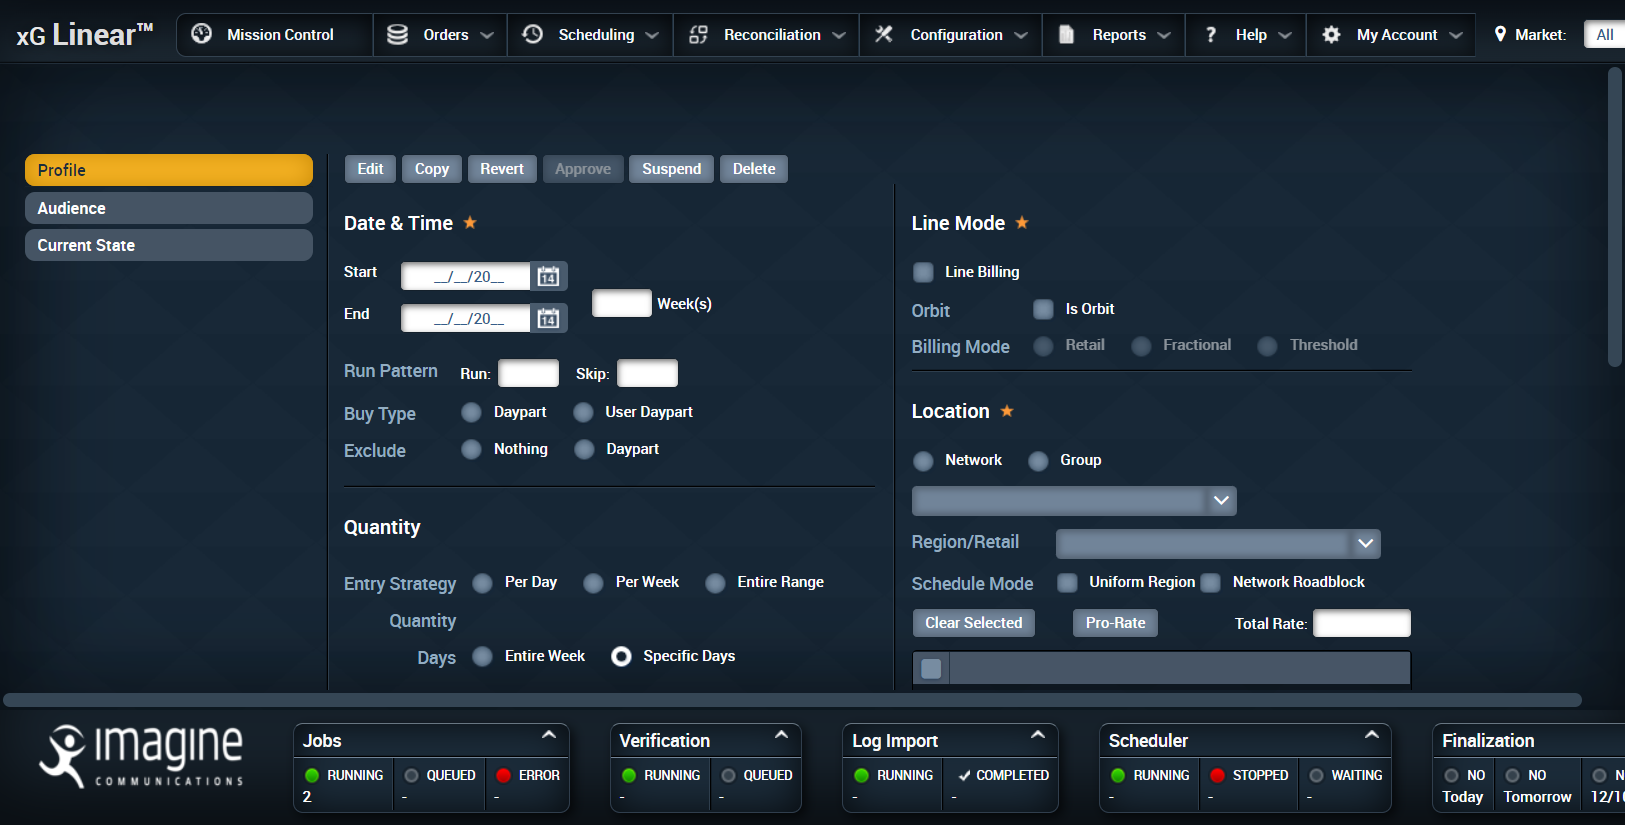 xG Linear™
Mission Control
Orders
Scheduling
Reconciliation
Configuration
Reports
? Help
My Account
Market:
All
Profile
Audience
Current State
Edit
Copy
Revert
Approve
Suspend
Delete
Date & Time
Start
__/__/20__
14
End
__/__/20__
14
Week(s)
Run Pattern
Run:
Skip:
Buy Type
Daypart
User Daypart
Exclude
Nothing
Daypart
Quantity
Entry Strategy
Per Day
Per Week
Entire Range
Quantity
Days
Entire Week
Specific Days
Line Mode
Line Billing
Orbit
Is Orbit
Billing Mode
Retail
Fractional
Threshold
Location
Network
Group
Region/Retail
Schedule Mode
Uniform Region
Network Roadblock
Clear Selected
Pro-Rate
Total Rate:
imagine
COMMUNICATIONS
Jobs
RUNNING
2
QUEUED
-
ERROR
-
Verification
RUNNING
-
QUEUED
-
Log Import
RUNNING
-
COMPLETED
-
Scheduler
RUNNING
-
STOPPED
-
WAITING
-
Finalization
NO
Today
NO
Tomorrow
N
12/10